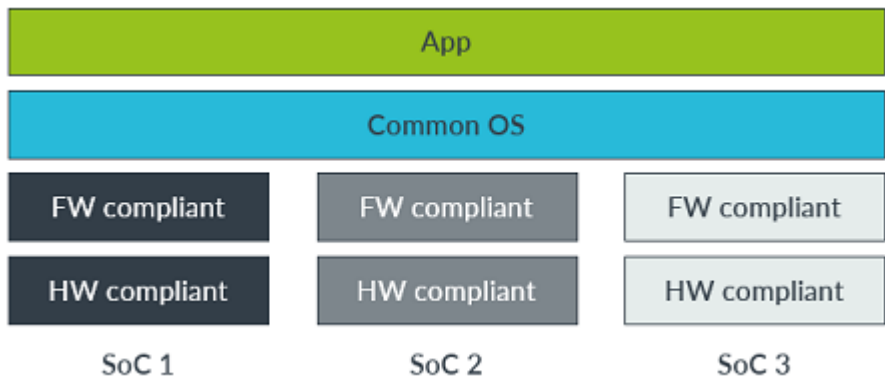 App
Common OS
FW compliant FW compliant FW compliant
HW compliant HW compliant HW compliant
SoC 1 SoC 2 SoC 3